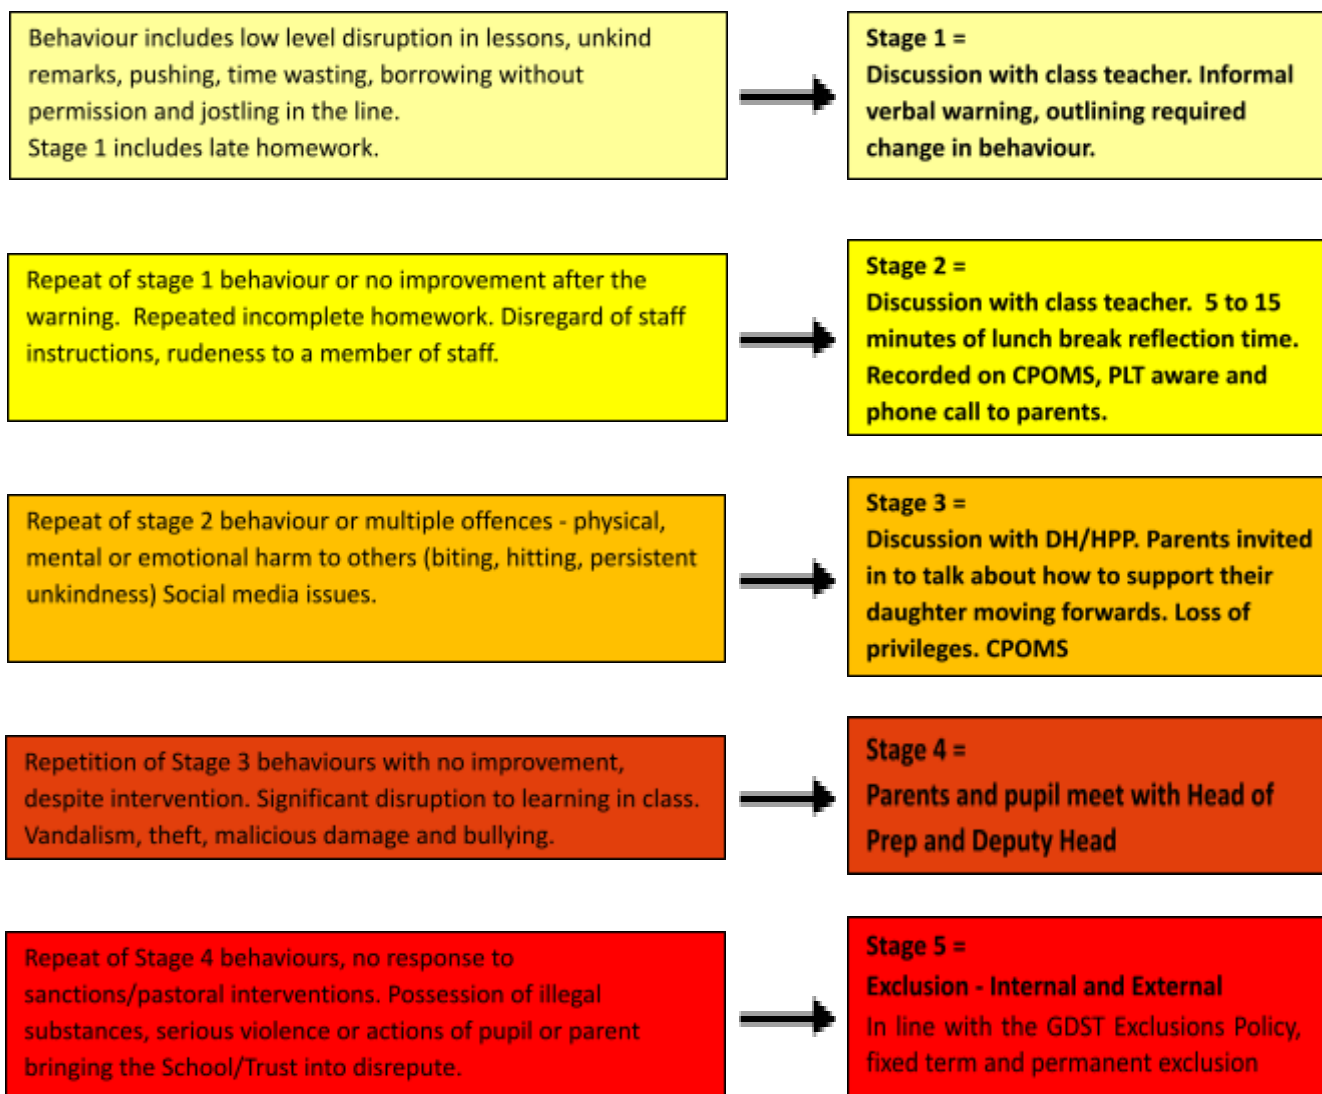 Behaviour includes low level disruption in lessons, unkind
remarks, pushing, time wasting, borrowing without
permission and jostling in the line.
Stage 1 includes late homework.
Stage 1 =
Discussion with class teacher. Informal
verbal warning, outlining required
change in behaviour.
Repeat of stage 1 behaviour or no improvement after the
warning.  Repeated incomplete homework. Disregard of staff
instructions, rudeness to a member of staff.
Stage 2 =
Discussion with class teacher.  5 to 15
minutes of lunch break reflection time.
Recorded on CPOMS, PLT aware and
phone call to parents.
Repeat of stage 2 behaviour or multiple offences - physical,
mental or emotional harm to others (biting, hitting, persistent
unkindness) Social media issues.
Stage 3 =
Discussion with DH/HPP. Parents invited
in to talk about how to support their
daughter moving forwards. Loss of
privileges. CPOMS
Repetition of Stage 3 behaviours with no improvement,
despite intervention. Significant disruption to learning in class.
Vandalism, theft, malicious damage and bullying.
Stage 4 =
Parents and pupil meet with Head of
Prep and Deputy Head
Repeat of Stage 4 behaviours, no response to
sanctions/pastoral interventions. Possession of illegal
substances, serious violence or actions of pupil or parent
bringing the School/Trust into disrepute.
Stage 5 =
Exclusion - Internal and External
In line with the GDST Exclusions Policy,
fixed term and permanent exclusion